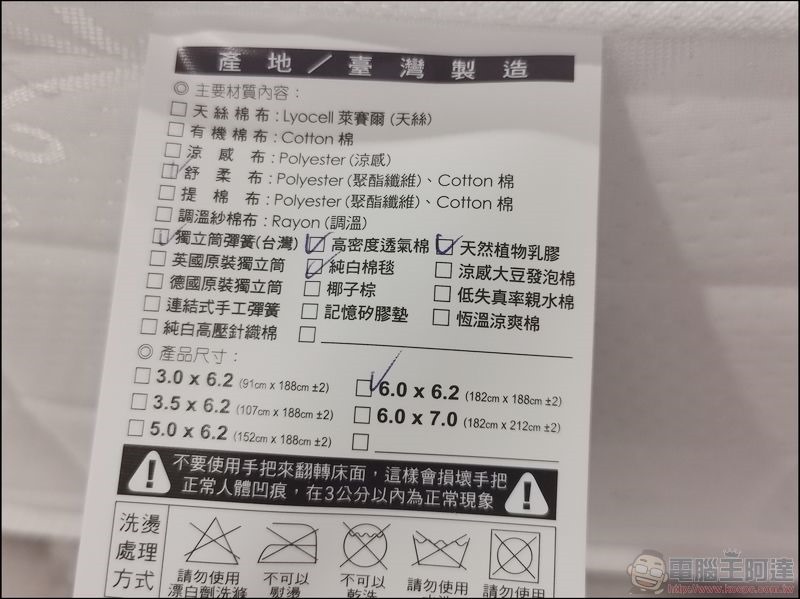 產地／臺灣製造
◎ 主要材質內容：
□ 天絲棉布：Lyocell 萊賽爾 (天絲)
□ 有機棉布：Cotton 棉
□ 涼感布：Polyester (涼感)
☑ 舒柔布：Polyester (聚酯纖維)、Cotton 棉
□ 提棉布：Polyester (聚酯纖維)、Cotton 棉
□ 調溫紗棉布：Rayon (調溫)
☑ 獨立筒彈簧(台灣) ☑ 高密度透氣棉 ☑ 天然植物乳膠
□ 英國原裝獨立筒 ☑ 純白棉毯 □ 涼感大豆發泡棉
□ 德國原裝獨立筒 □ 椰子棕 □ 低失真率親水棉
□ 連結式手工彈簧 □ 記憶矽膠墊 □ 恆溫涼爽棉
□ 純白高壓針織棉 □
◎ 產品尺寸：
□ 3.0 x 6.2 (91cm x 188cm ±2) ☑ 6.0 x 6.2 (182cm x 188cm ±2)
□ 3.5 x 6.2 (107cm x 188cm ±2) □ 6.0 x 7.0 (182cm x 212cm ±2)
□ 5.0 x 6.2 (152cm x 188cm ±2) □
不要使用手把來翻轉床面，這樣會損壞手把
正常人體凹痕，在3公分以內為正常現象
洗燙
處理
方式
請勿使用 不可以 不可以 請勿使用 請勿使用
漂白劑洗滌 熨燙 乾洗
電腦王阿達
http://www.kocpc.com.tw